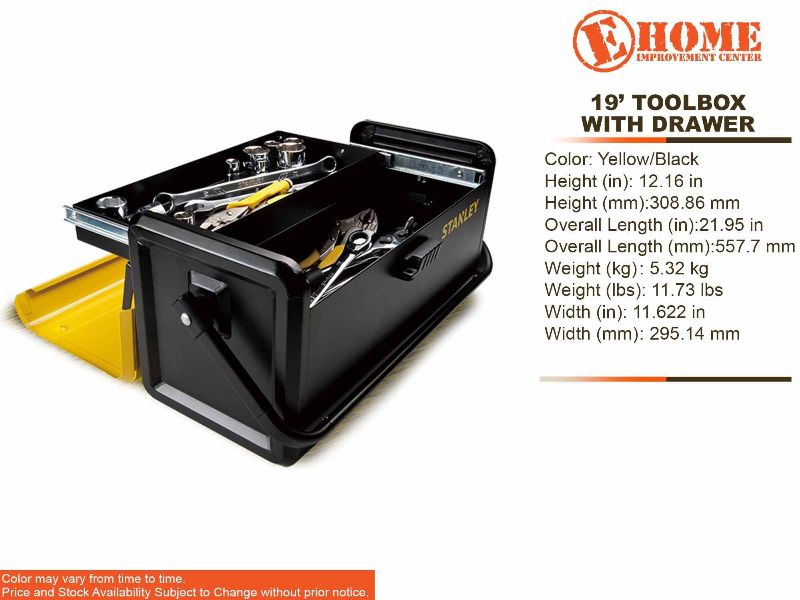 E HOME
IMPROVEMENT CENTER
19’ TOOLBOX
WITH DRAWER
Color: Yellow/Black
Height (in): 12.16 in
Height (mm):308.86 mm
Overall Length (in):21.95 in
Overall Length (mm):557.7 mm
Weight (kg): 5.32 kg
Weight (lbs): 11.73 lbs
Width (in): 11.622 in
Width (mm): 295.14 mm
STANLEY
Color may vary from time to time.
Price and Stock Availability Subject to Change without prior notice.